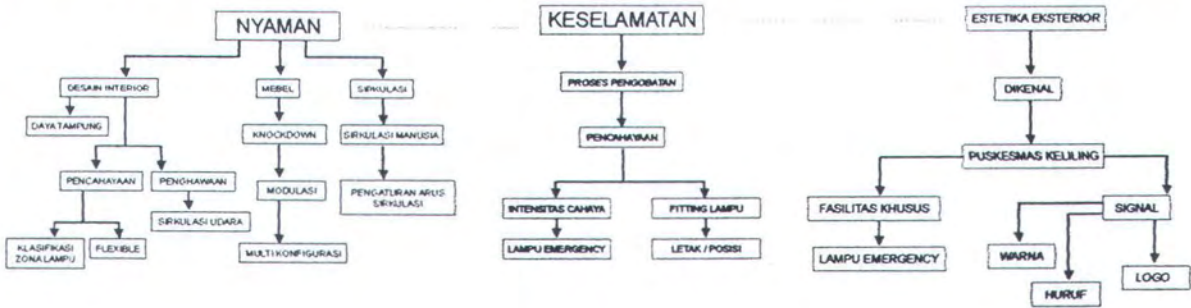 NYAMAN
DESAIN INTERIOR
MEBEL
SIRKULASI
DAYA TAMPUNG
KNOCKDOWN
SIRKULASI MANUSIA
PENCAHAYAAN
PENGHAWAAN
MODULASI
PENGATURAN ARUS
SIRKULASI
SIRKULASI UDARA
KLASIFIKASI
ZONA LAMPU
FLEXIBLE
MULTI KONFIGURASI
KESELAMATAN
PROSES PENGOBATAN
PENCAHAYAAN
INTENSITAS CAHAYA
FITTING LAMPU
LAMPU EMERGENCY
LETAK / POSISI
ESTETIKA EKSTERIOR
DIKENAL
PUSKESMAS KELILING
FASILITAS KHUSUS
SIGNAL
LAMPU EMERGENCY
WARNA
HURUF
LOGO